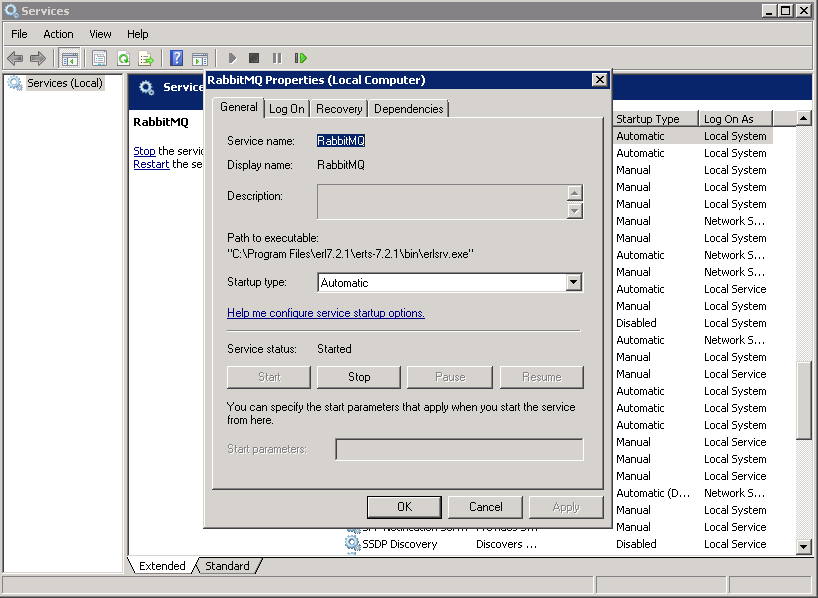 Services
File Action View Help
Services (Local)
RabbitMQ
Stop the
Restart the
RabbitMQ Properties (Local Computer)
General Log On Recovery Dependencies
Service name: RabbitMQ
Display name: RabbitMQ
Description:
Path to executable:
"C:\Program Files\erl7.2.1\erts-7.2.1\bin\erlsrv.exe"
Startup type: Automatic
Help me configure service startup options.
Service status: Started
Start Stop Pause Resume
You can specify the start parameters that apply when you start the service
from here.
Start parameters:
OK Cancel Apply
Startup Type Log On As
Automatic Local System
Automatic Local System
Manual Local System
Manual Local System
Manual Local System
Manual Network S...
Manual Local System
Automatic Network S...
Manual Local System
Automatic Local Service
Manual Local System
Disabled Local System
Automatic Network S...
Manual Local System
Manual Local Service
Automatic Local System
Automatic Local System
Automatic Local System
Manual Local Service
Manual Local System
Manual Local Service
Automatic (D... Network S...
Manual Local System
Manual Local Service
SSDP Discovery Discovers ... Disabled Local Service
Extended Standard